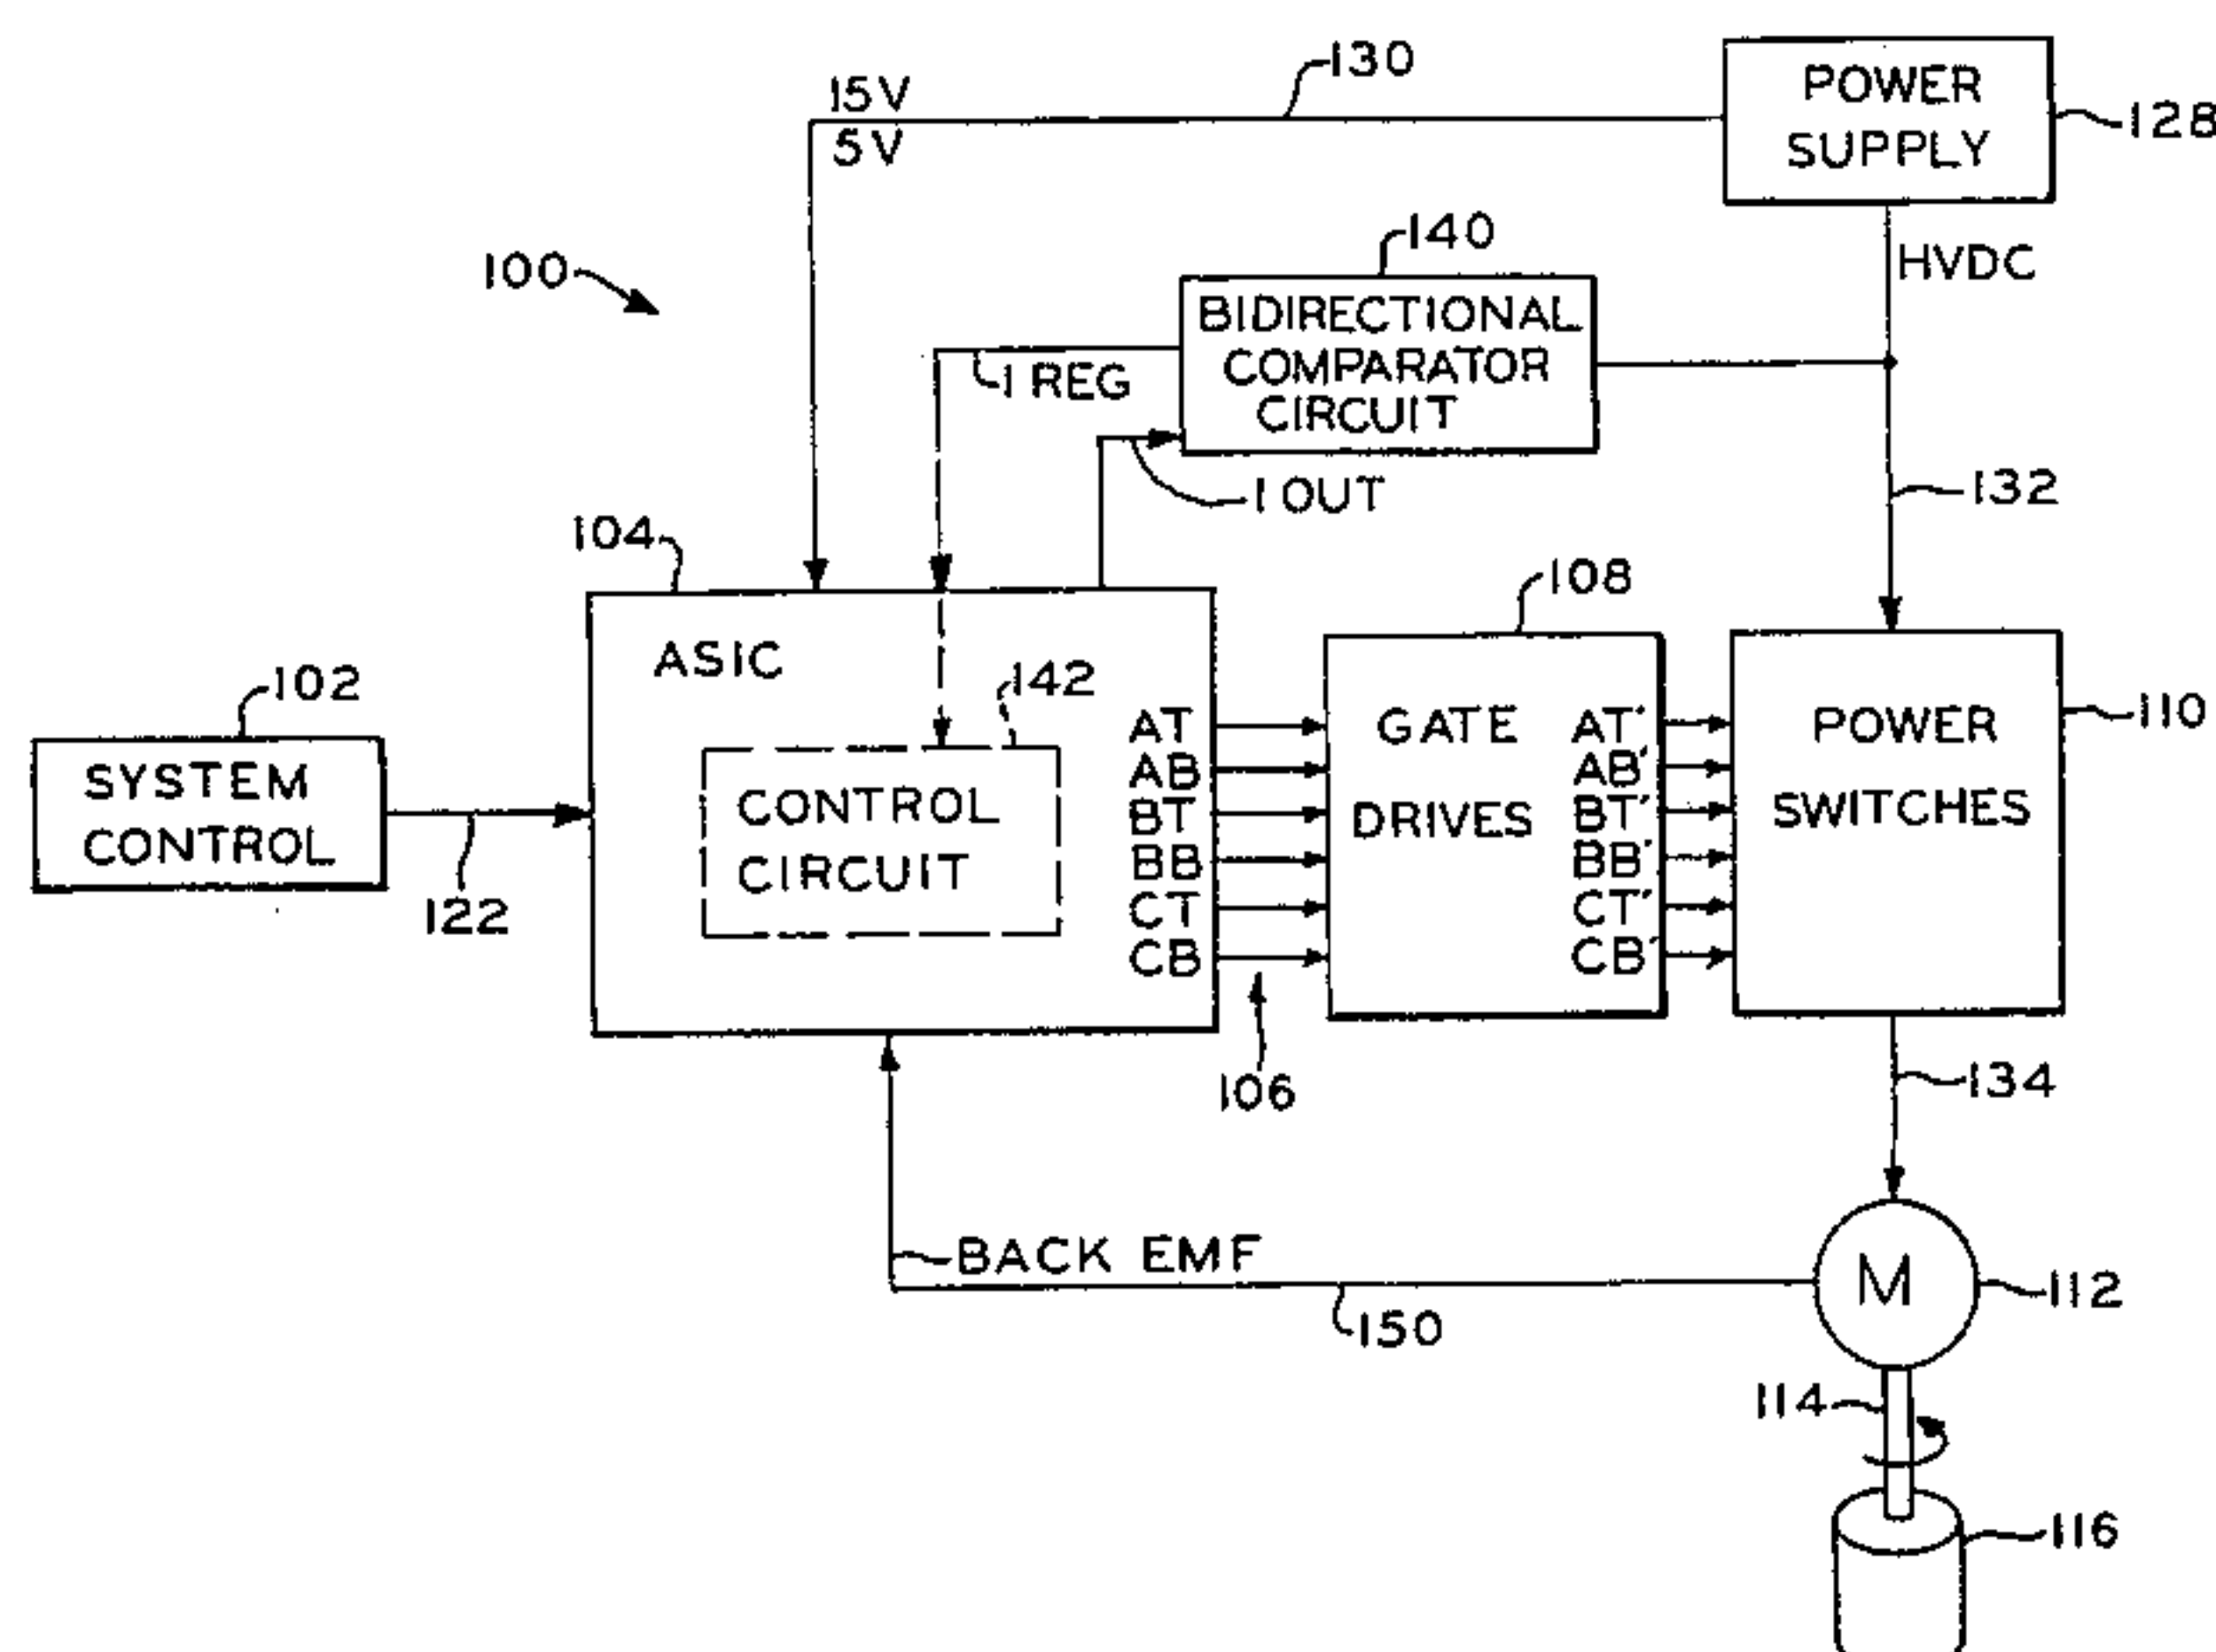 130
15V
5V
POWER
SUPPLY
128
140
HVDC
100
BIDIRECTIONAL
COMPARATOR
CIRCUIT
I REG
I OUT
132
104
108
ASIC
142
102
110
SYSTEM
CONTROL
CONTROL
CIRCUIT
AT
AB
BT
BB
CT
CB
GATE
DRIVES
AT'
AB'
BT'
BB'
CT'
CB'
POWER
SWITCHES
122
106
134
BACK EMF
M
112
150
114
116